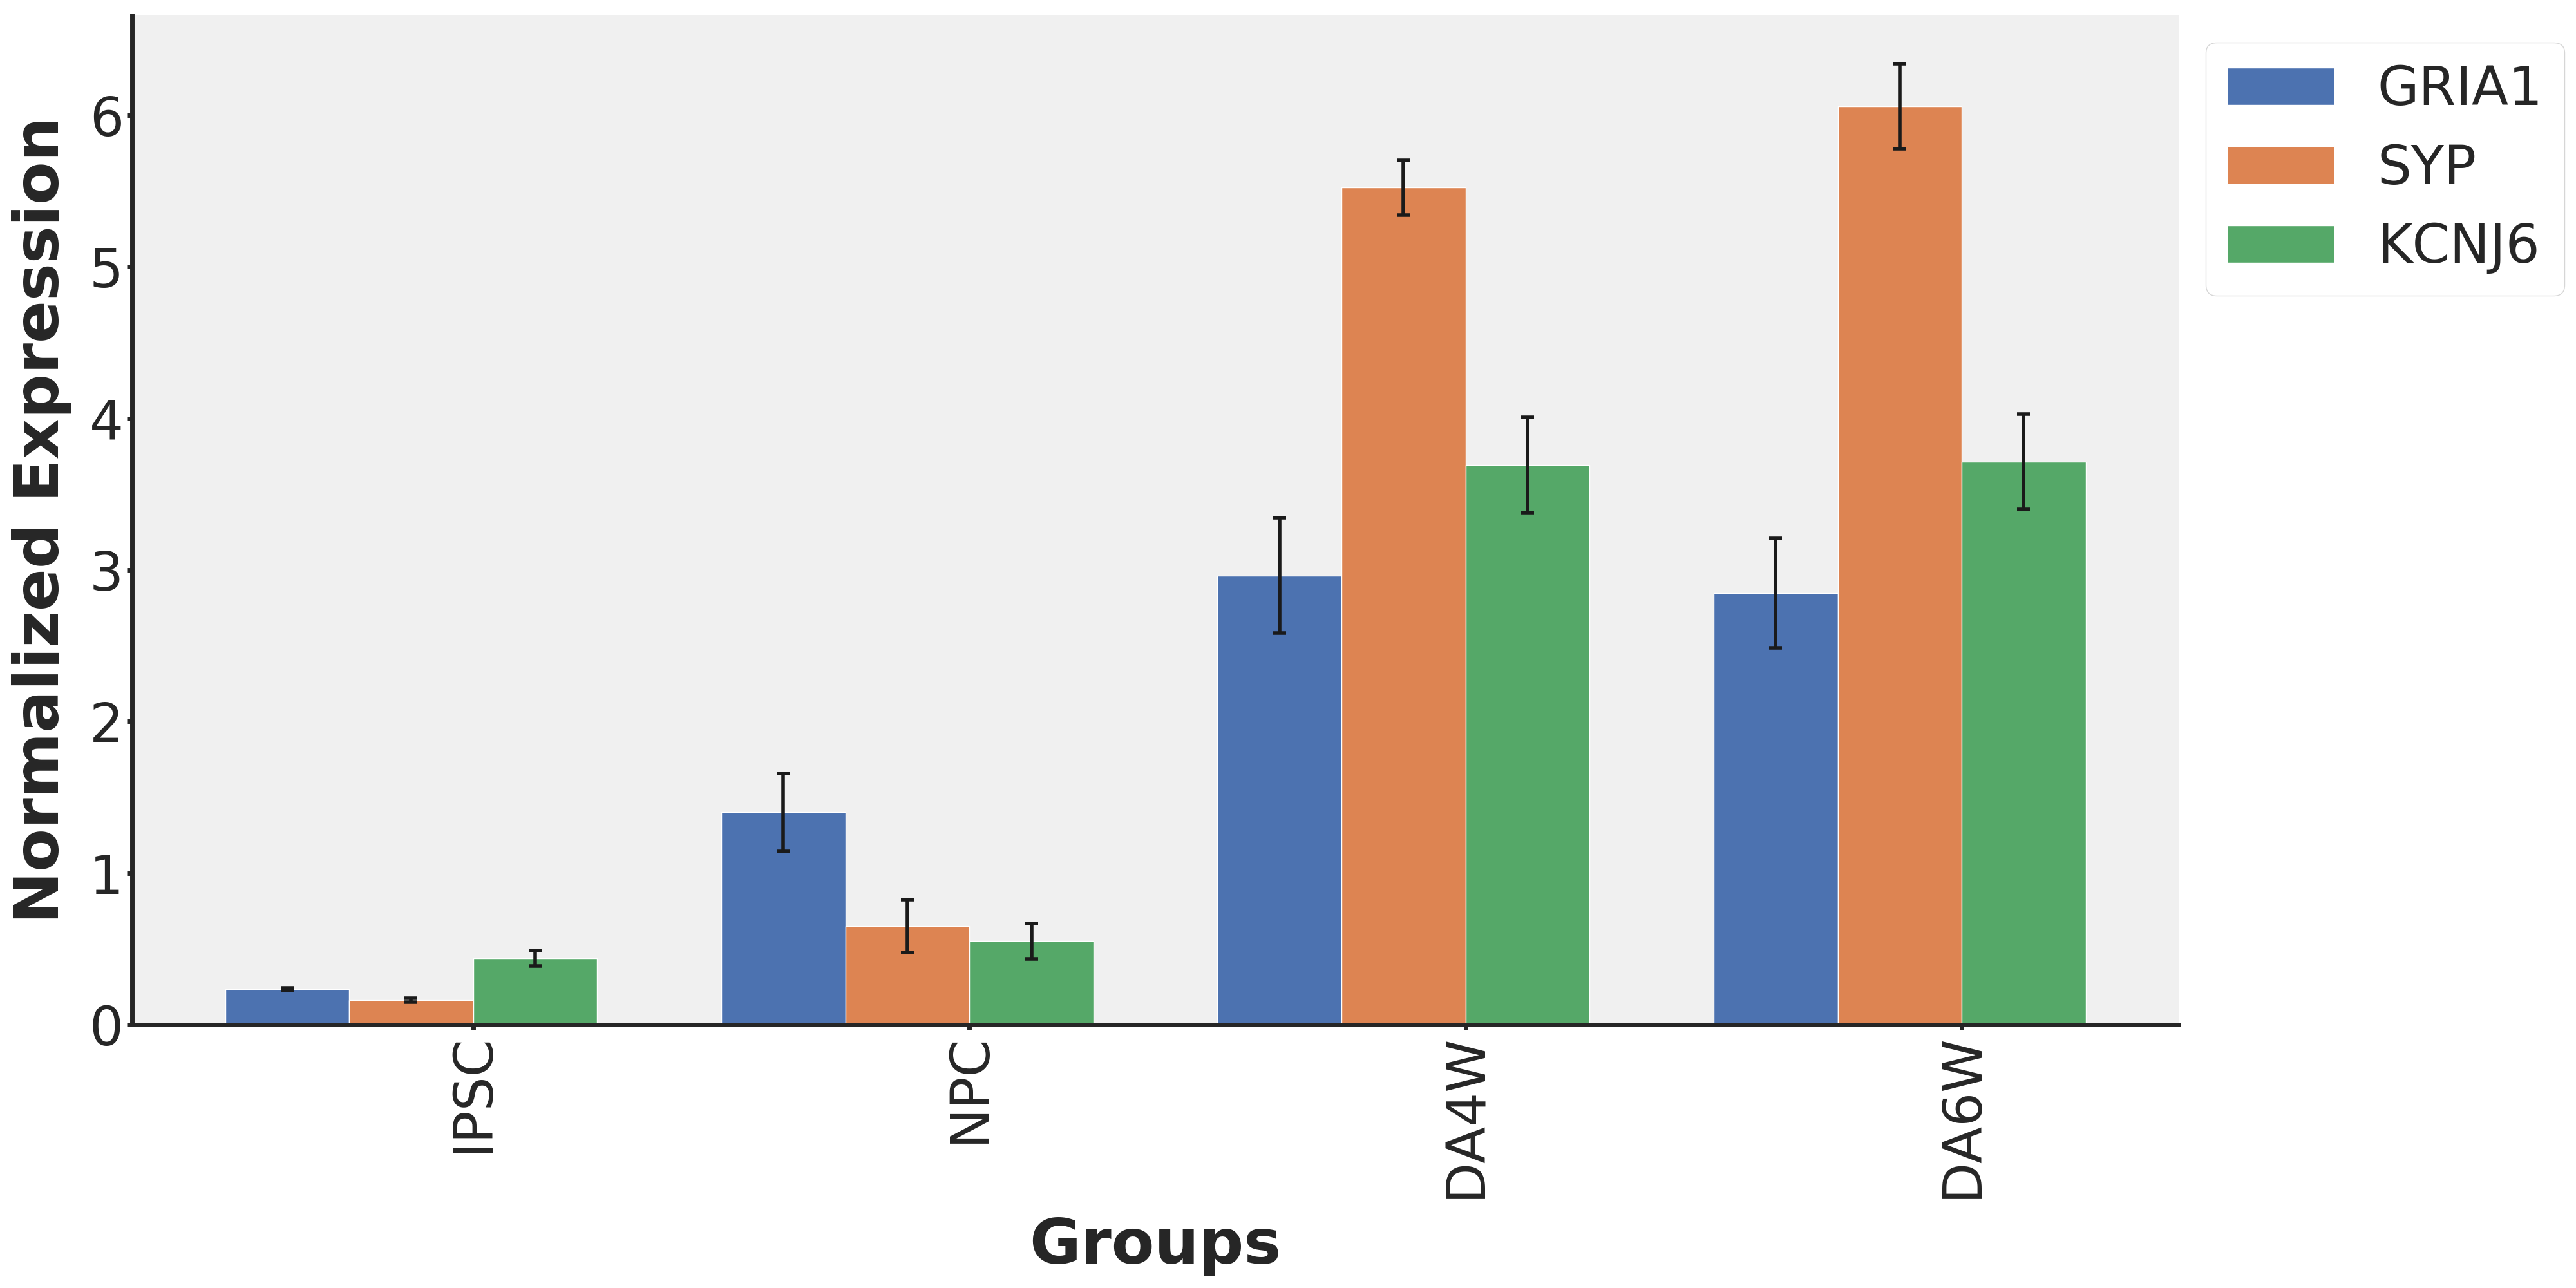 Normalized Expression
6
5
4
3
2
1
0
IPSC
NPC
DA4W
DA6W
Groups
GRIA1
SYP
KCNJ6